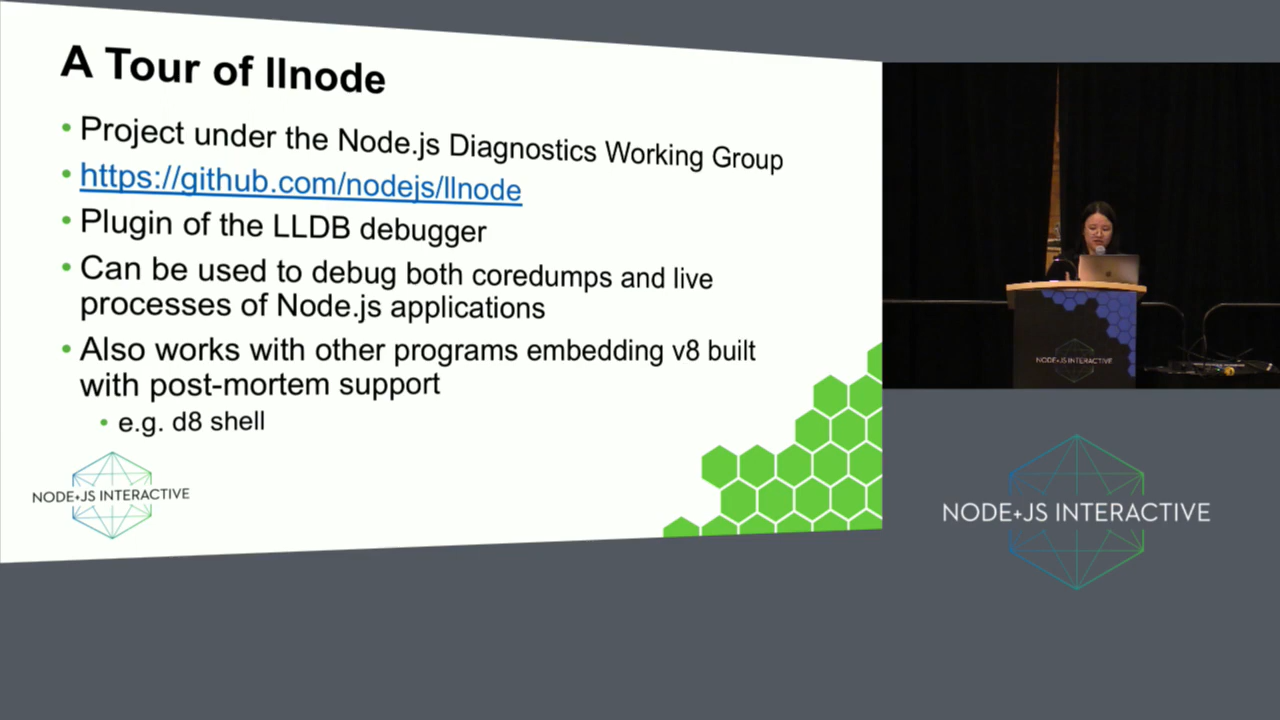 A Tour of llnode
• Project under the Node.js Diagnostics Working Group
• https://github.com/nodejs/llnode
• Plugin of the LLDB debugger
• Can be used to debug both coredumps and live
processes of Node.js applications
• Also works with other programs embedding v8 built
with post-mortem support
• e.g. d8 shell
NODE+JS INTERACTIVE
NODE+JS INTERACTIVE
NODE+JS INTERACTIVE